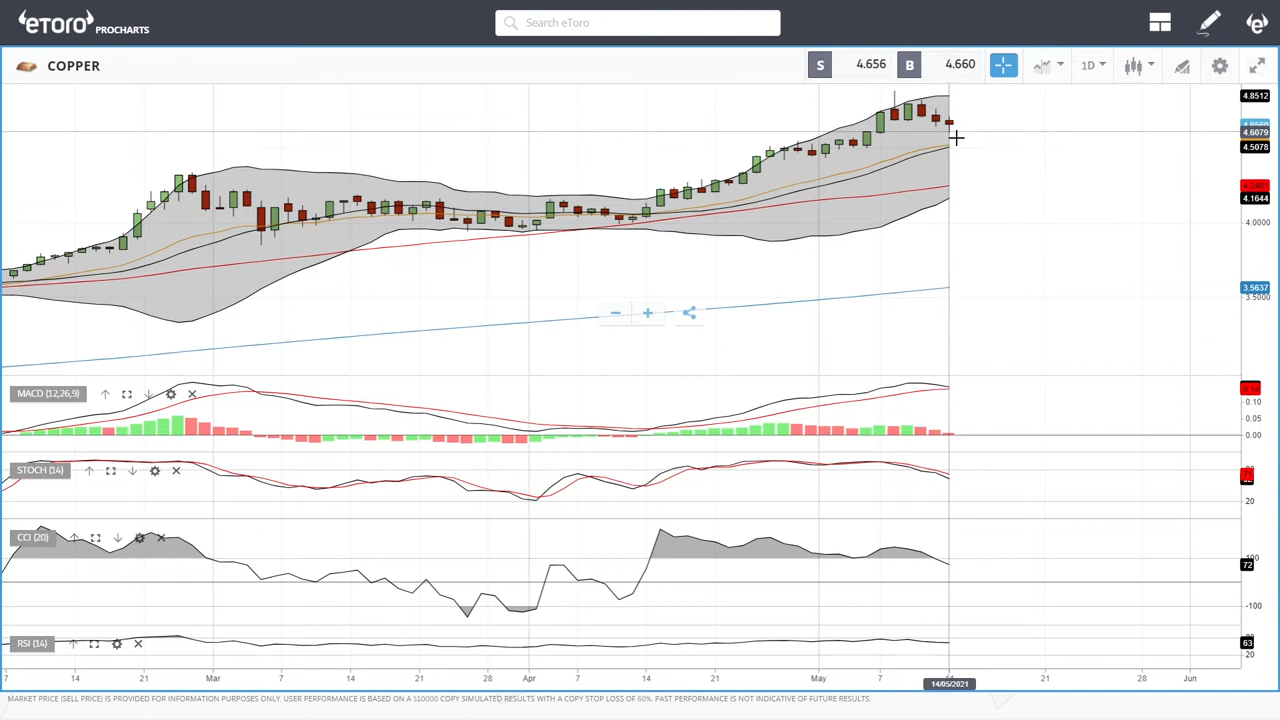 eToro PROCHARTS
Search eToro
COPPER
S 4.656 B 4.660
1D
4.8512
4.6079
4.5078
4.1644
4.0000
3.5637
3.5000
MACD (12,26,9)
0.10
0.05
0.00
STOCH (14)
20
CCI (20)
72
-100
RSI (14)
63
20
7 14 21 Mar 7 14 21 28 Apr 7 14 21 May 7 21 28 Jun
14/05/2021
MARKET PRICE (SELL PRICE) IS PROVIDED FOR INFORMATION PURPOSES ONLY. USER PERFORMANCE IS BASED ON A $10000 COPY SIMULATED RESULTS WITH A COPY STOP LOSS OF 60%. PAST PERFORMANCE IS NOT INDICATIVE OF FUTURE RESULTS.